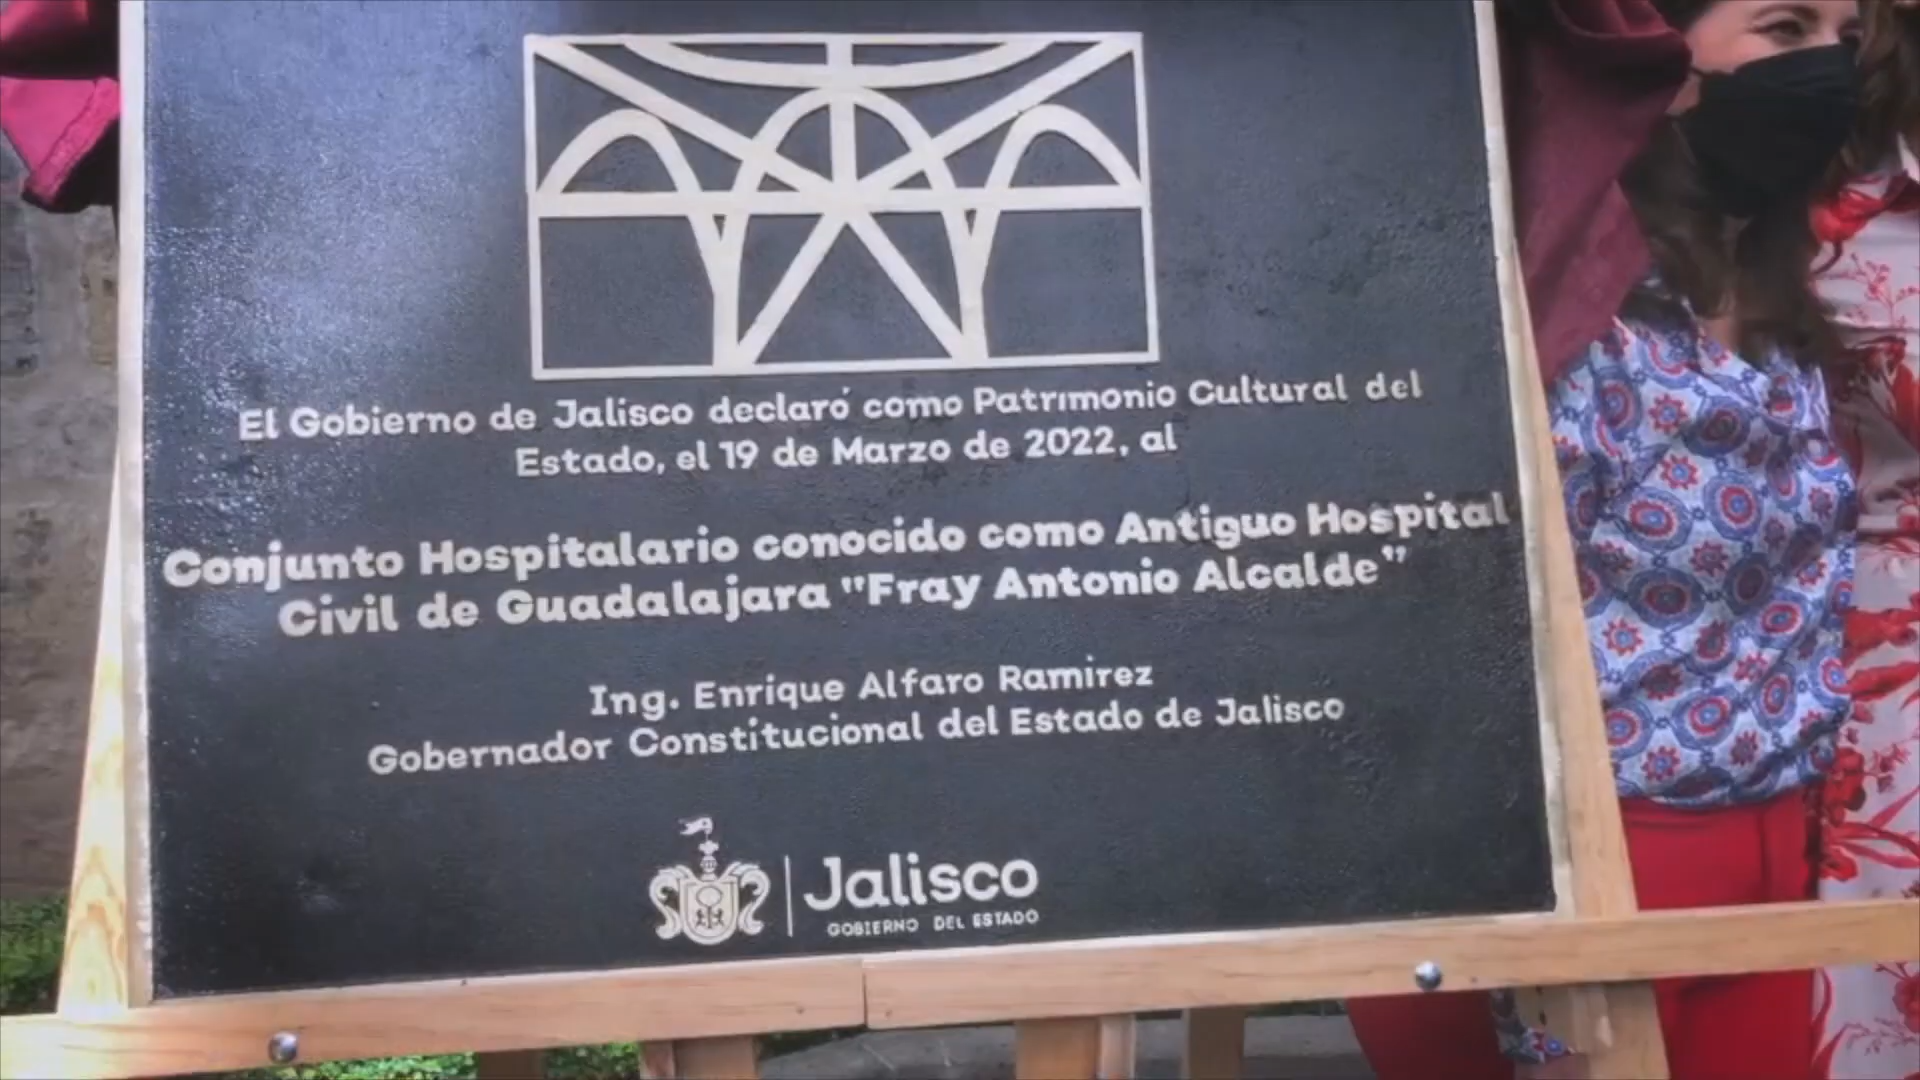 El Gobierno de Jalisco declaró como Patrimonio Cultural del
Estado, el 19 de Marzo de 2022, al
Conjunto Hospitalario conocido como Antiguo Hospital
Civil de Guadalajara "Fray Antonio Alcalde"
Ing. Enrique Alfaro Ramirez
Gobernador Constitucional del Estado de Jalisco
Jalisco
GOBIERNO DEL ESTADO